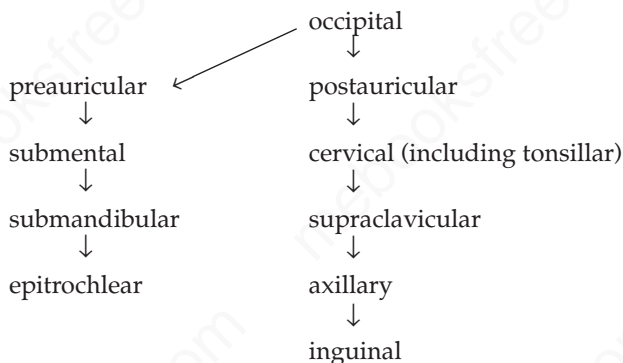 occipital
↓
preauricular postauricular
↓ ↓
submental cervical (including tonsillar)
↓ ↓
submandibular supraclavicular
↓ ↓
epitrochlear axillary
↓
inguinal